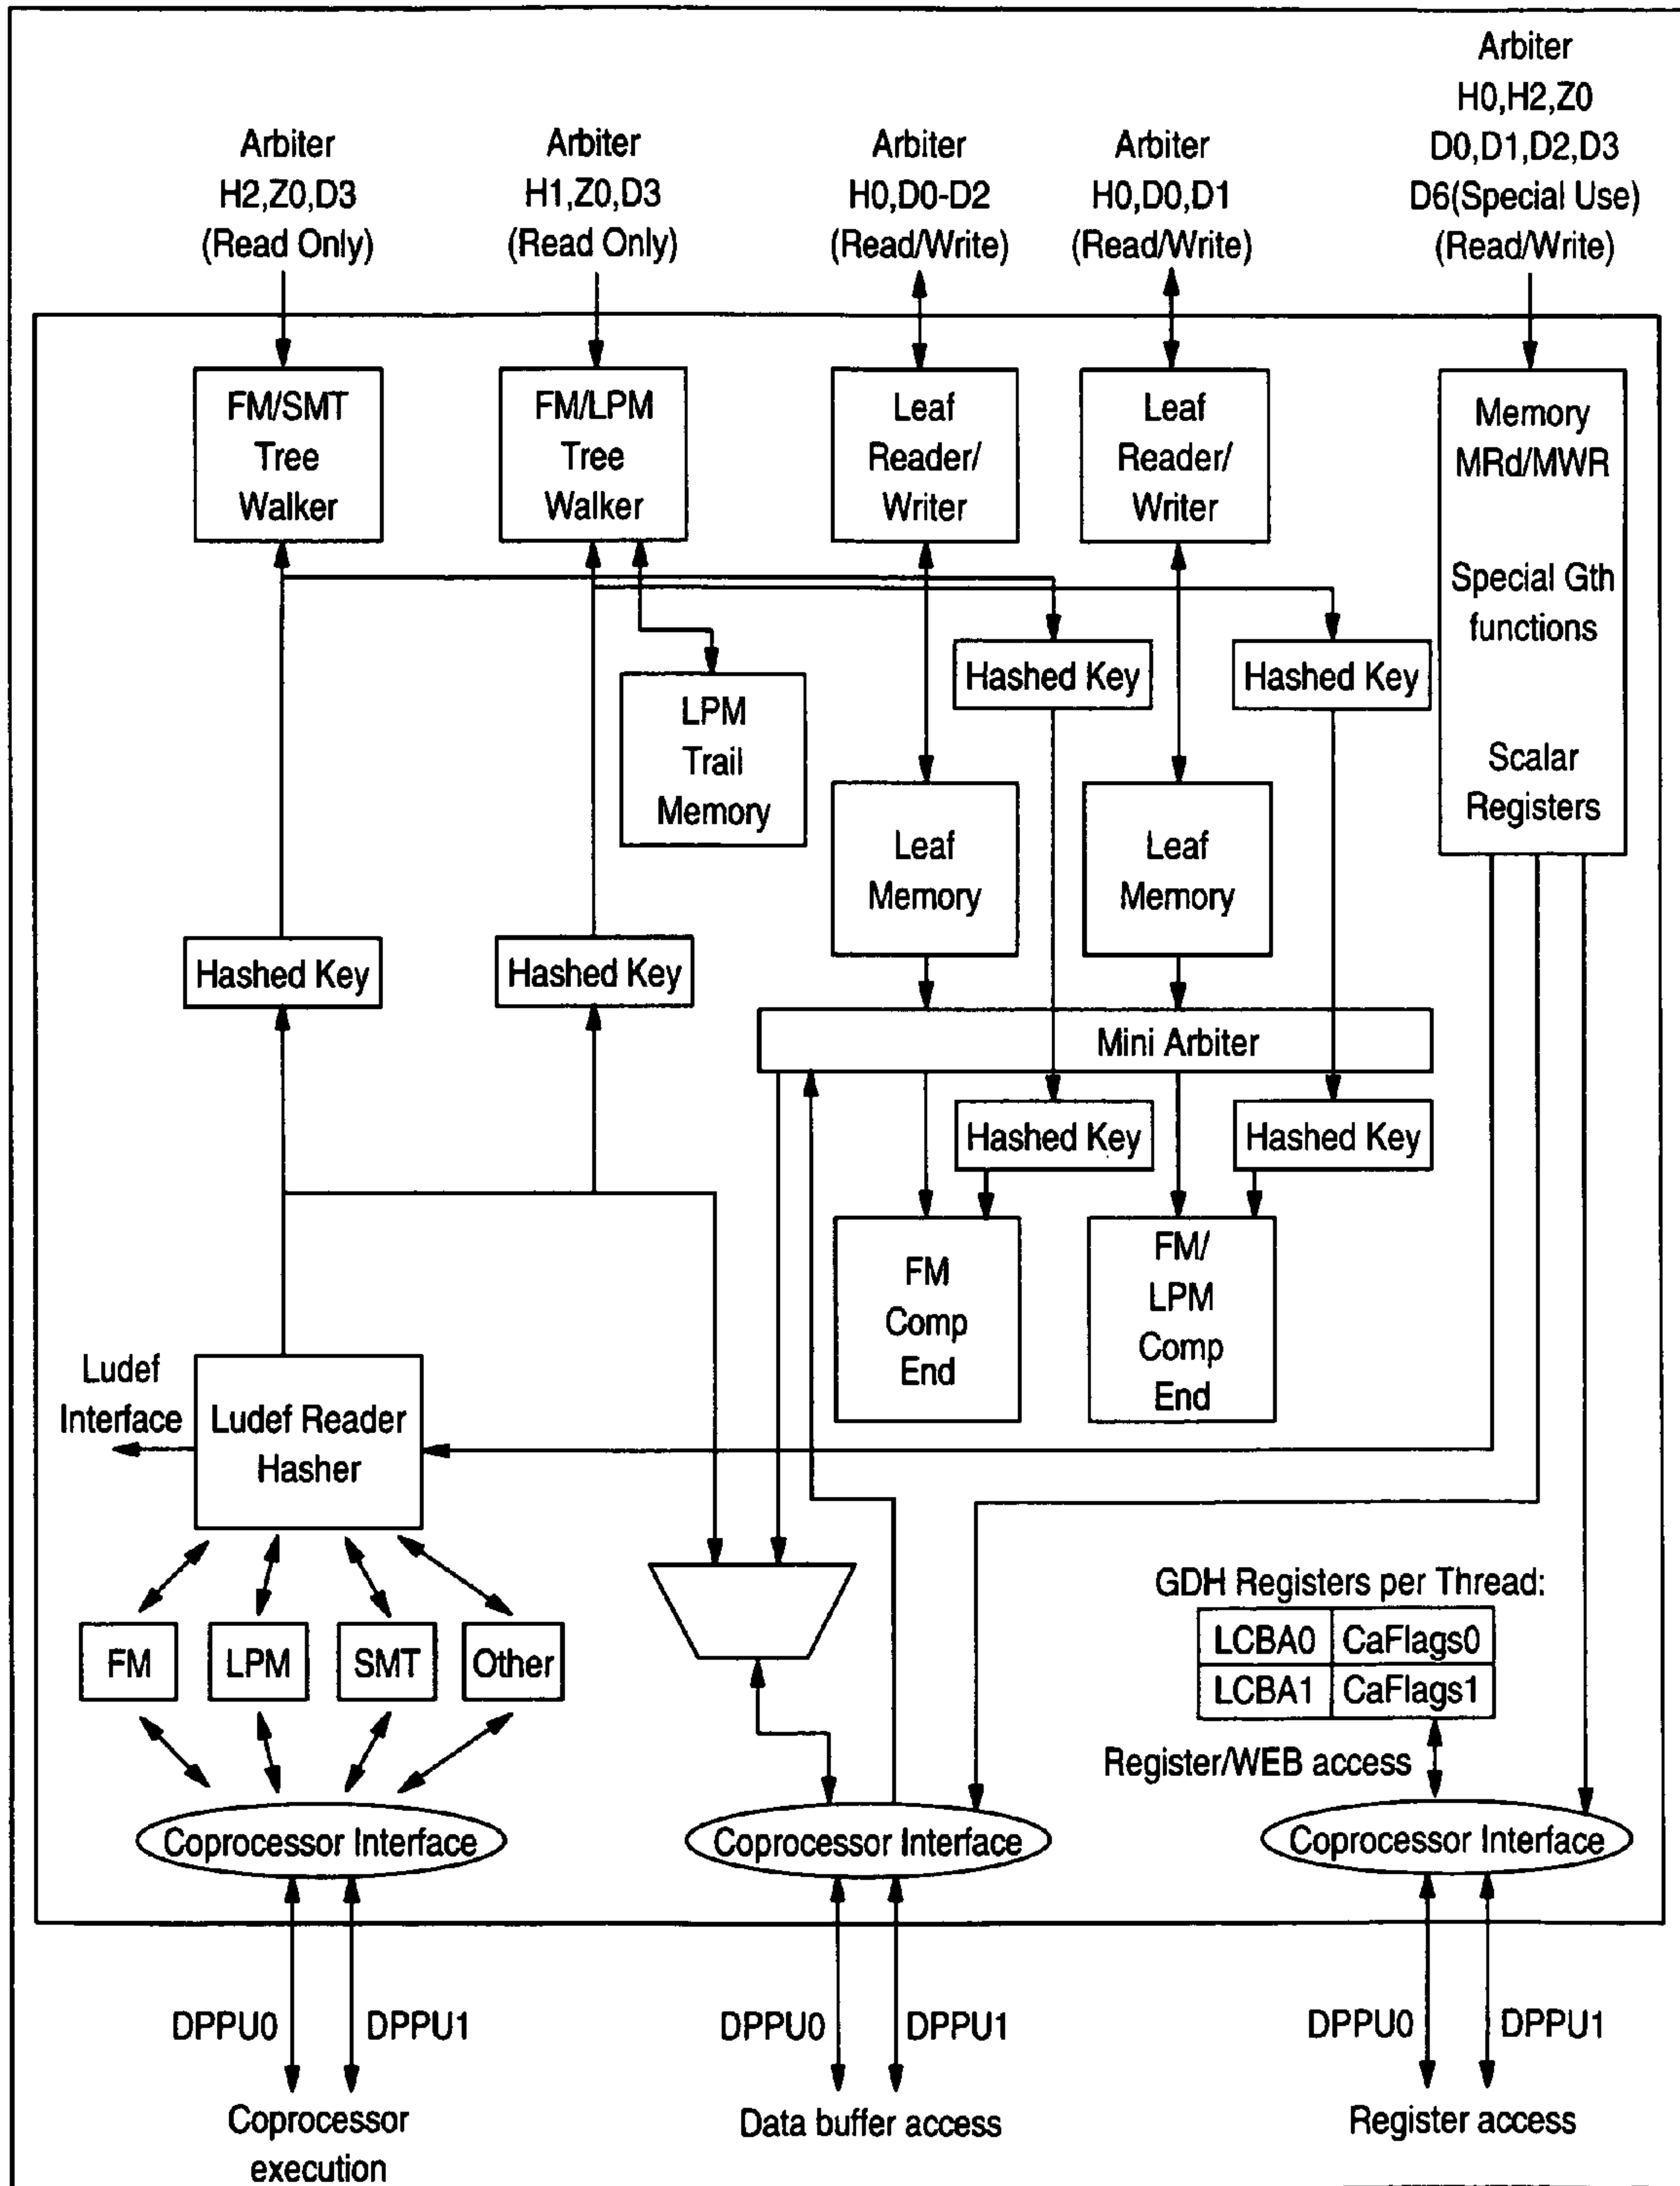 Arbiter
H2,Z0,D3
(Read Only)
Arbiter
H1,Z0,D3
(Read Only)
Arbiter
H0,D0-D2
(Read/Write)
Arbiter
H0,D0,D1
(Read/Write)
Arbiter
H0,H2,Z0
D0,D1,D2,D3
D6(Special Use)
(Read/Write)
FM/SMT
Tree
Walker
FM/LPM
Tree
Walker
Leaf
Reader/
Writer
Leaf
Reader/
Writer
Memory
MRd/MWR
Special Gth
functions
Scalar
Registers
Hashed Key
Hashed Key
LPM
Trail
Memory
Leaf
Memory
Leaf
Memory
Hashed Key
Hashed Key
Mini Arbiter
Hashed Key
Hashed Key
FM
Comp
End
FM/
LPM
Comp
End
Ludef
Interface
Ludef Reader
Hasher
FM
LPM
SMT
Other
GDH Registers per Thread:
LCBA0 CaFlags0
LCBA1 CaFlags1
Register/WEB access
Coprocessor Interface
Coprocessor Interface
Coprocessor Interface
DPPU0
DPPU1
DPPU0
DPPU1
DPPU0
DPPU1
Coprocessor
execution
Data buffer access
Register access